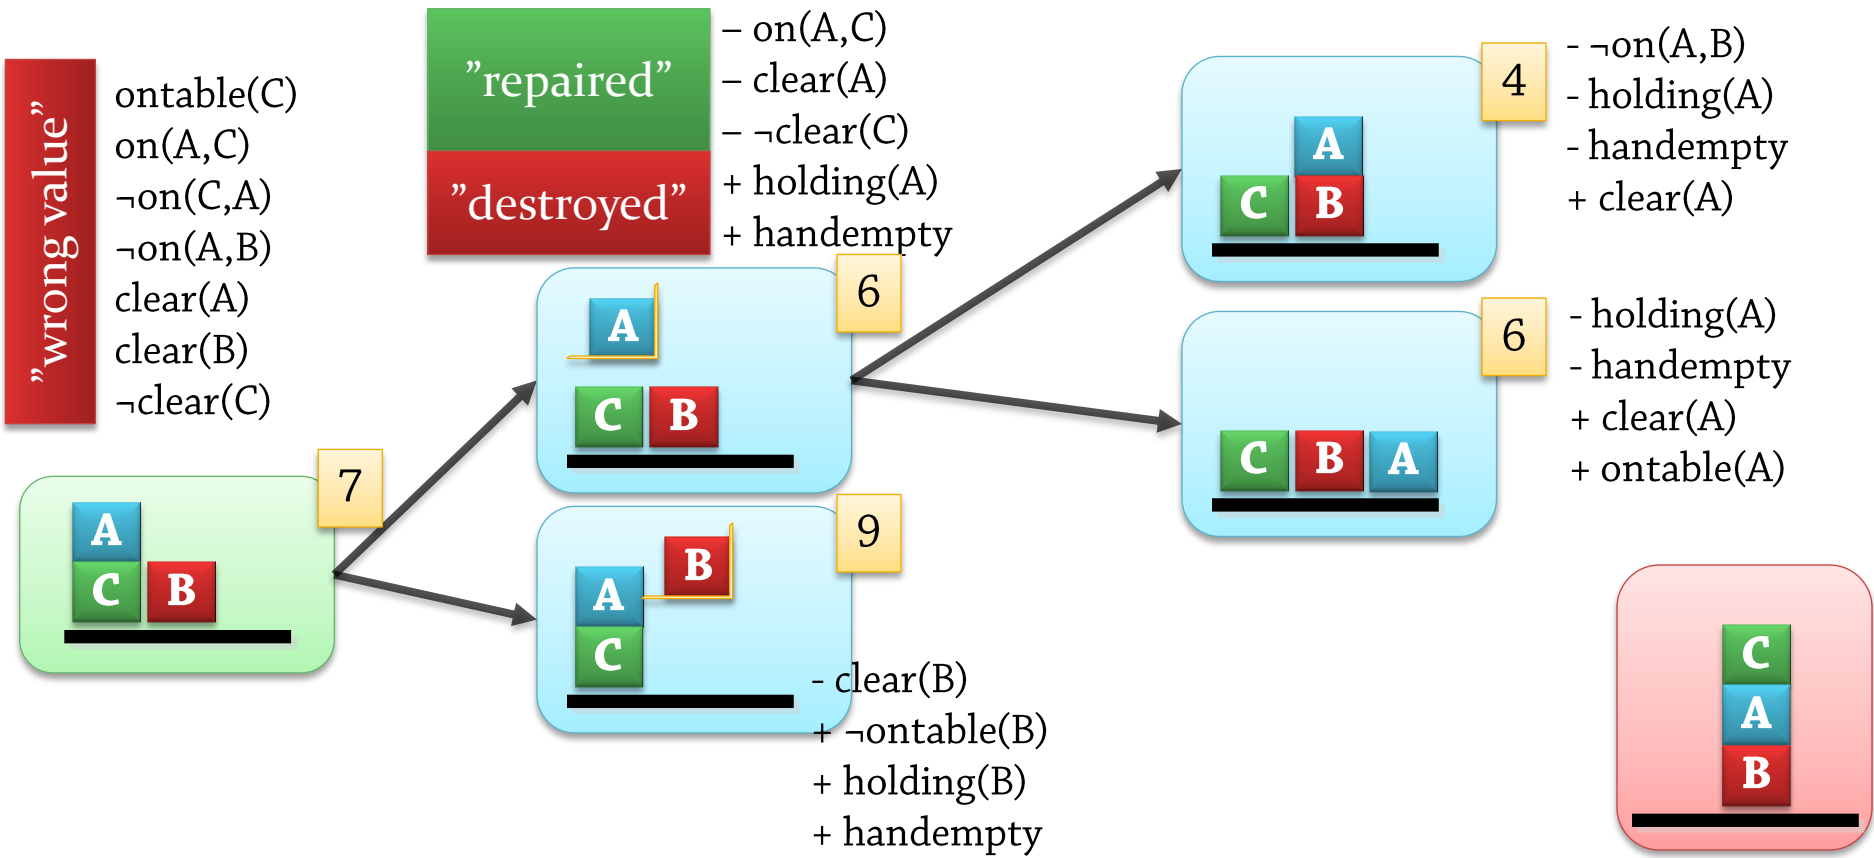 "wrong value"
ontable(C)
on(A,C)
¬on(C,A)
¬on(A,B)
clear(A)
clear(B)
¬clear(C)
7
A
C B
"repaired"
"destroyed"
– on(A,C)
– clear(A)
– ¬clear(C)
+ holding(A)
+ handempty
6
A
C B
9
B
A
C
- clear(B)
+ ¬ontable(B)
+ holding(B)
+ handempty
4
A
C B
- ¬on(A,B)
- holding(A)
- handempty
+ clear(A)
6
C B A
- holding(A)
- handempty
+ clear(A)
+ ontable(A)
C
A
B